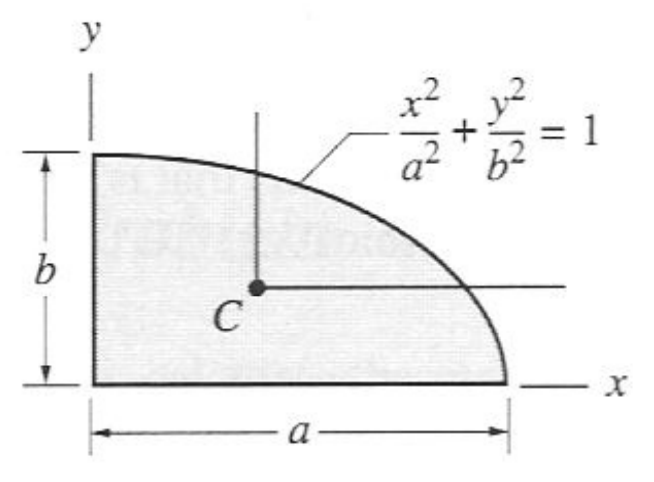 y
x²/a² + y²/b² = 1
b
C
x
a